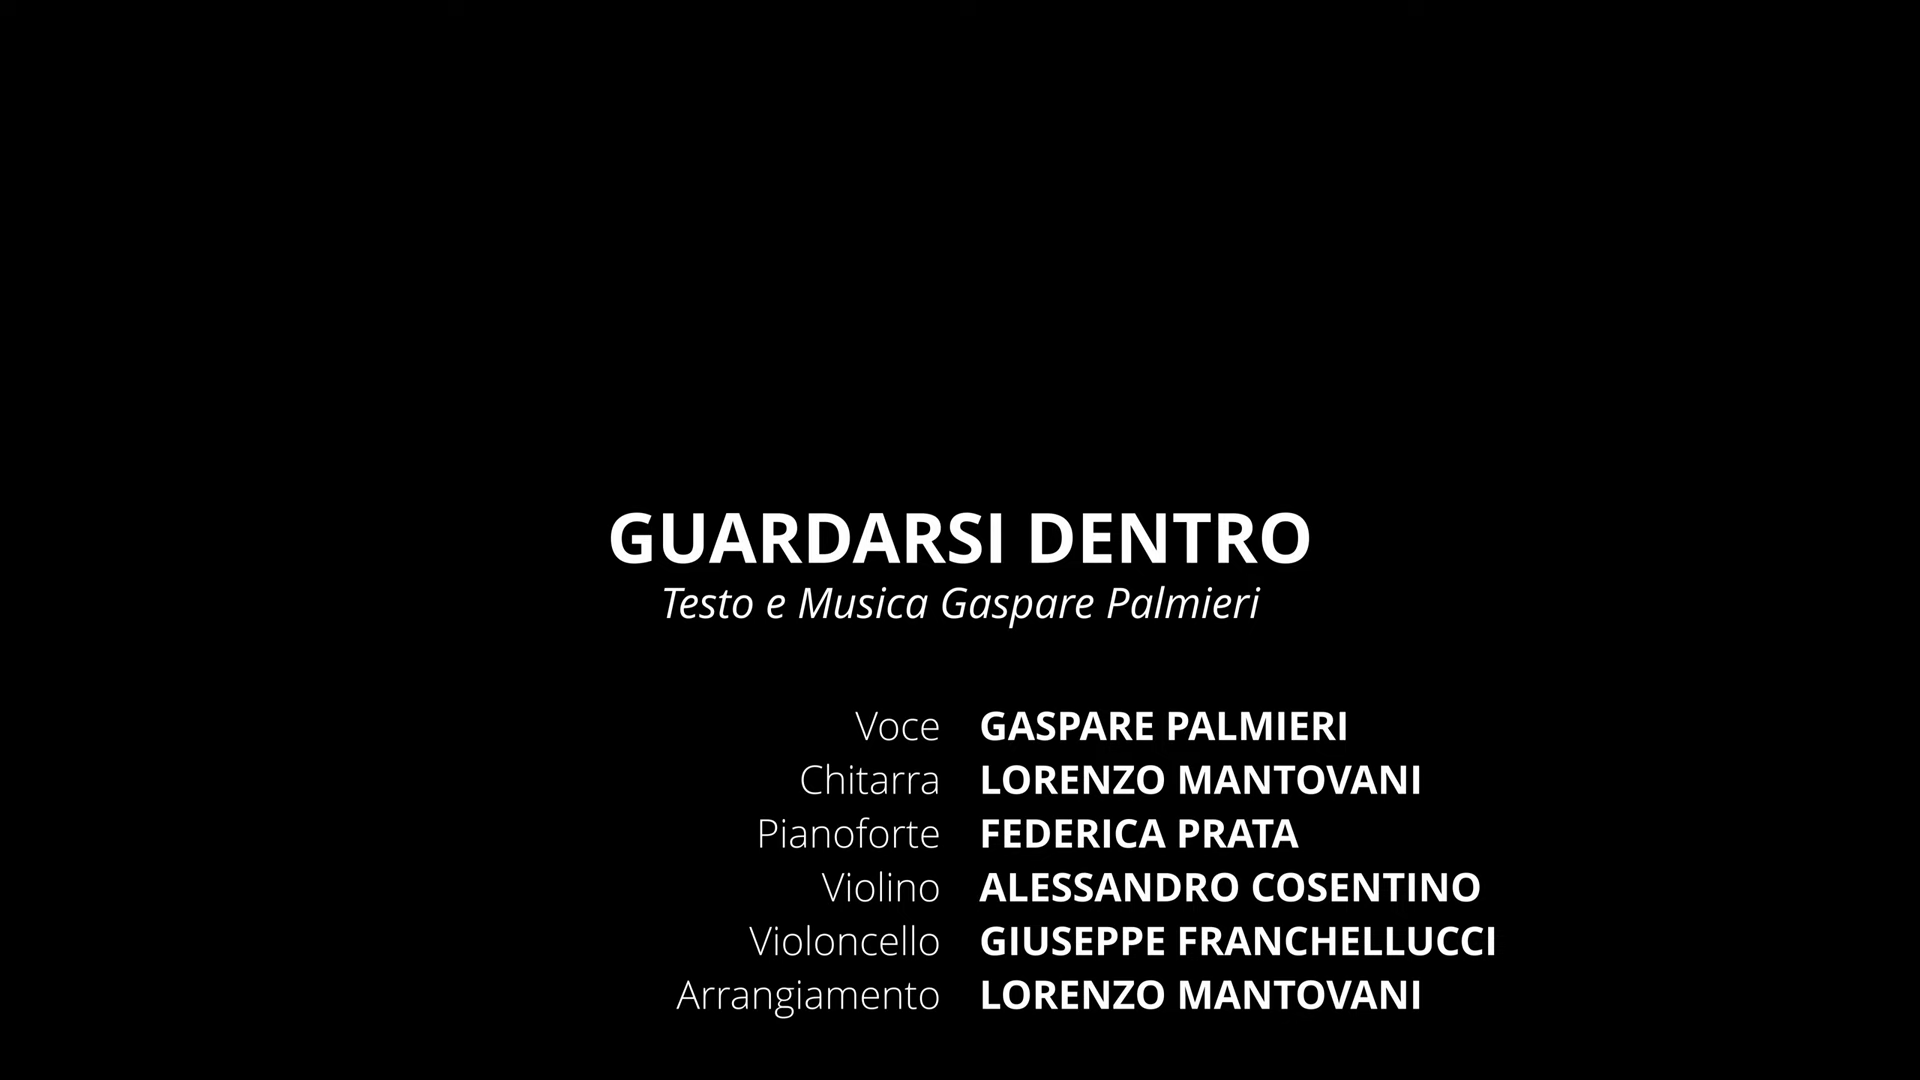 GUARDARSI DENTRO
Testo e Musica Gaspare Palmieri
Voce GASPARE PALMIERI
Chitarra LORENZO MANTOVANI
Pianoforte FEDERICA PRATA
Violino ALESSANDRO COSENTINO
Violoncello GIUSEPPE FRANCHELLUCCI
Arrangiamento LORENZO MANTOVANI